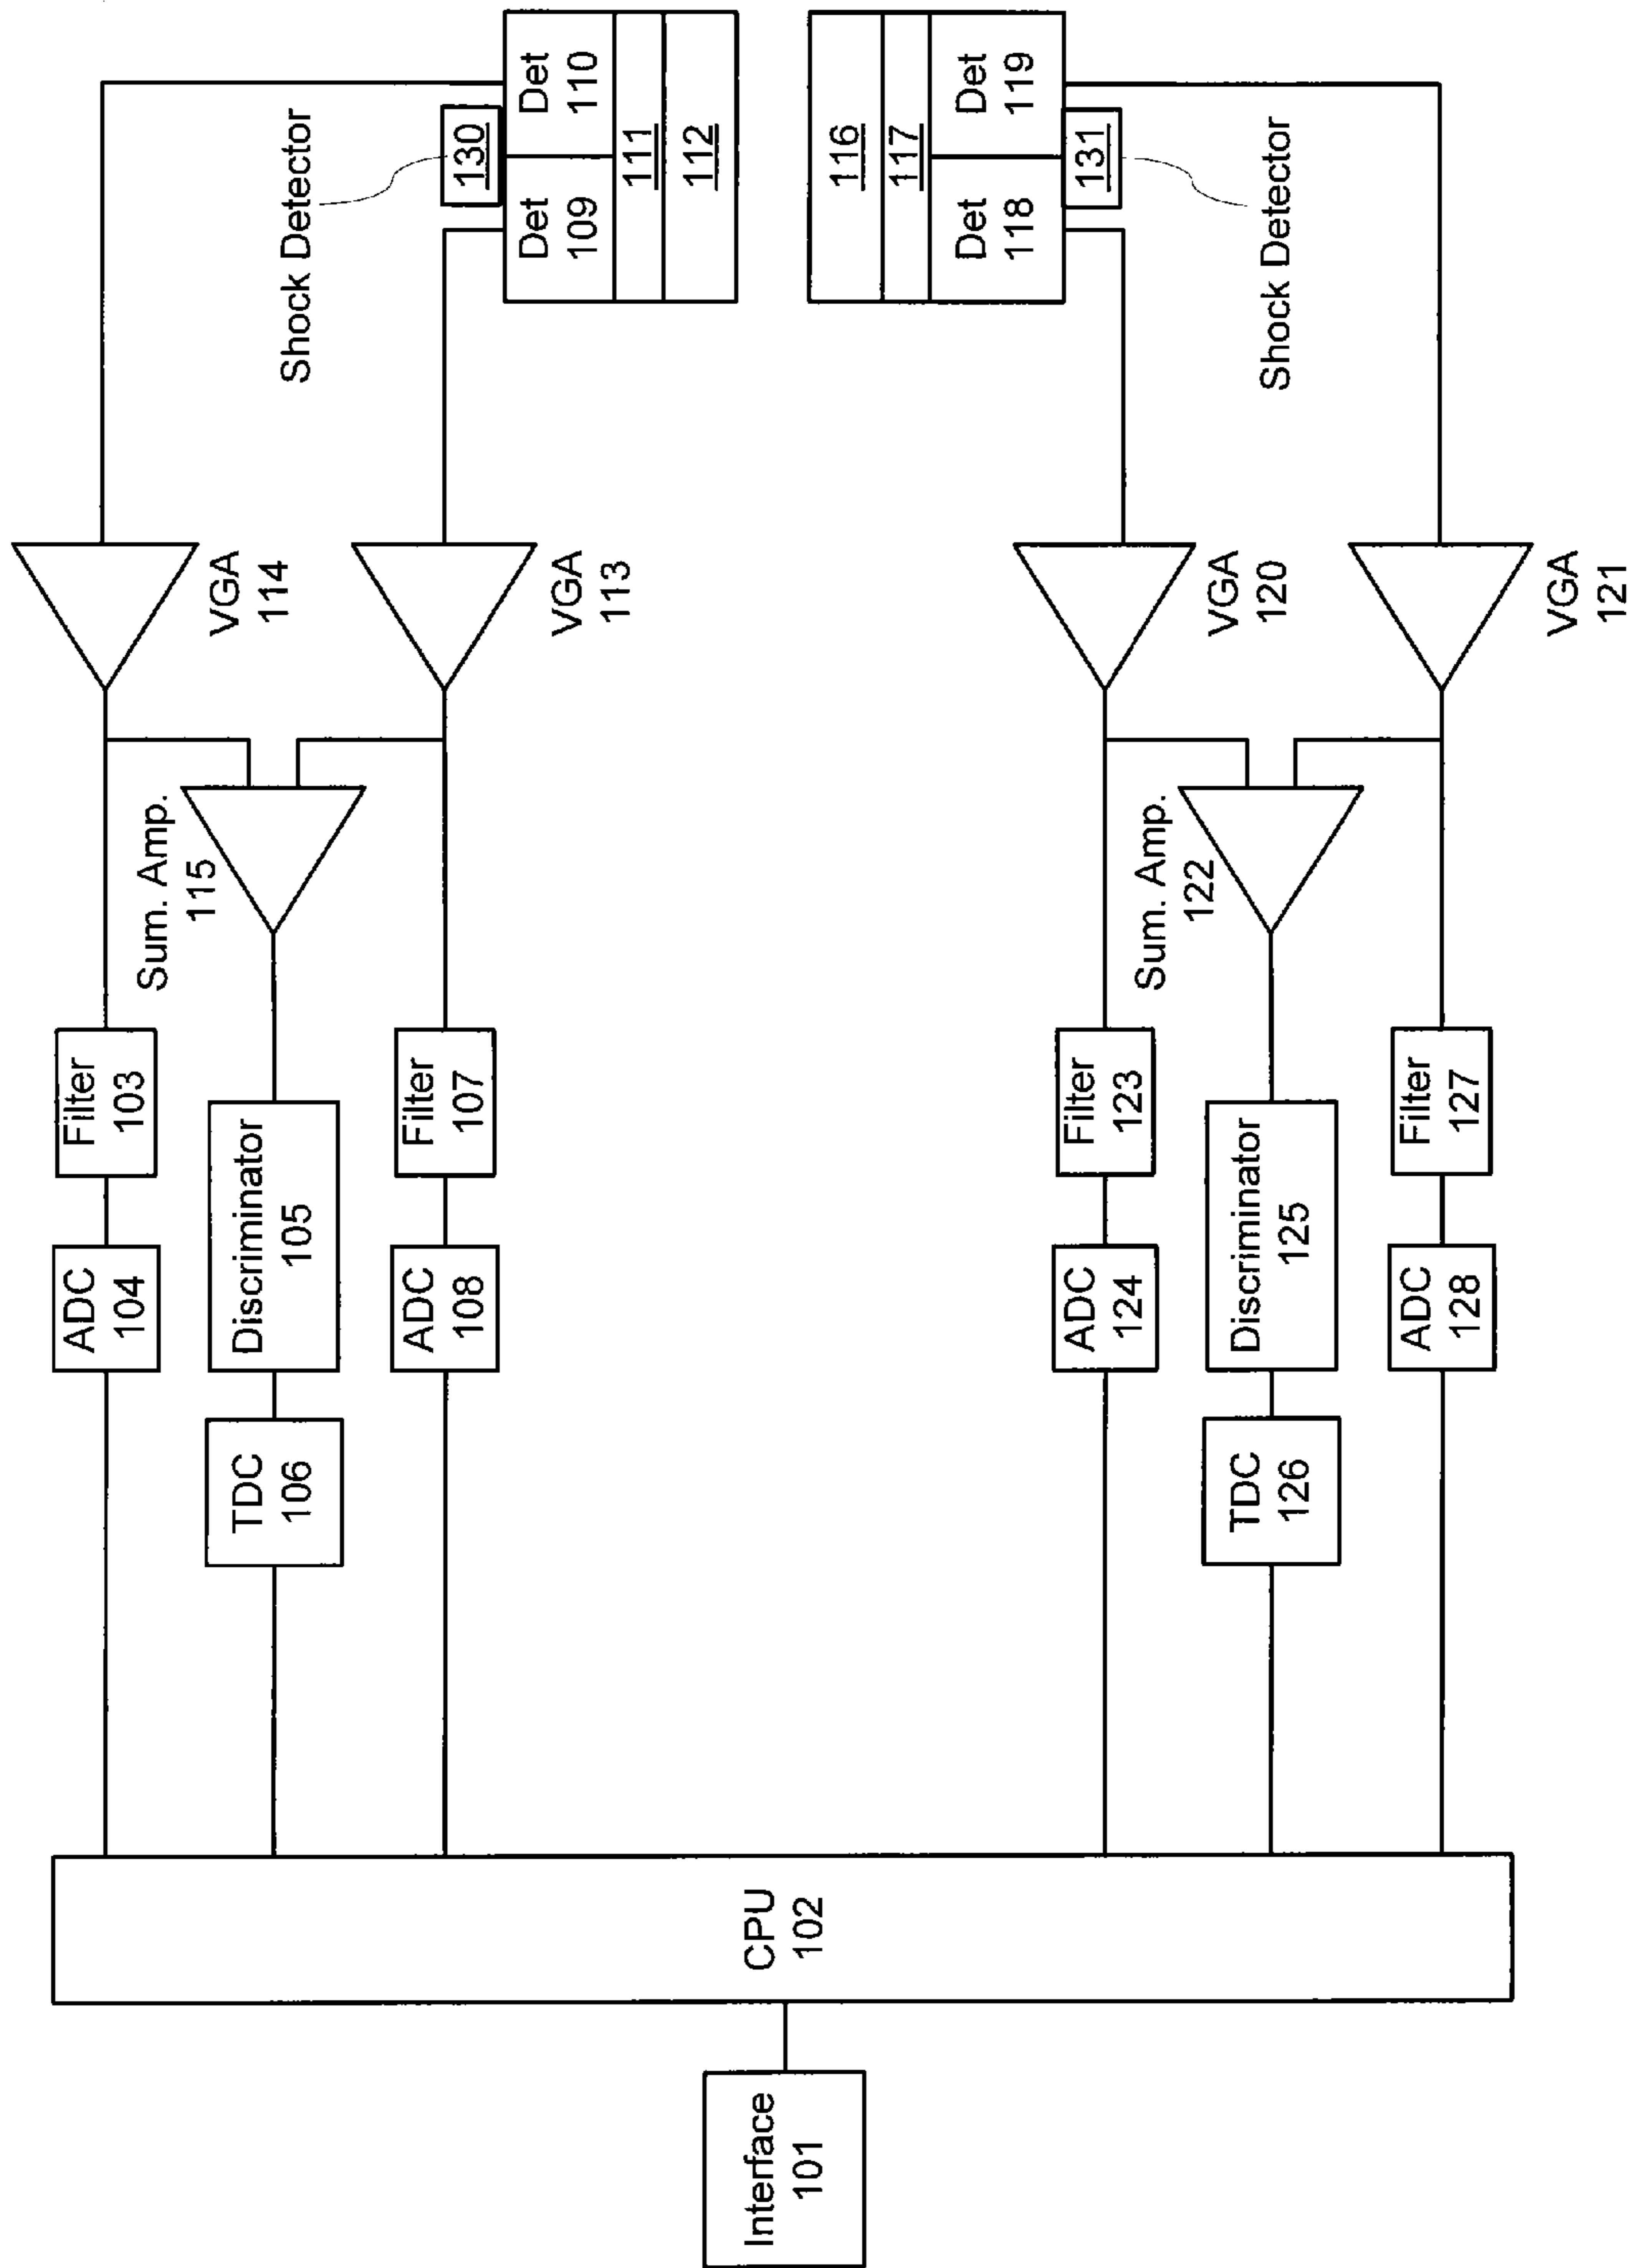 ADC
104
Filter
103
Sum. Amp.
115
VGA
114
TDC
106
Discriminator
105
Shock Detector
ADC
108
Filter
107
VGA
113
130
Det
109
Det
110
111
112
Interface
101
CPU
102
116
117
Det
118
Det
119
131
ADC
124
Filter
123
Sum. Amp.
122
VGA
120
TDC
126
Discriminator
125
Shock Detector
ADC
128
Filter
127
VGA
121